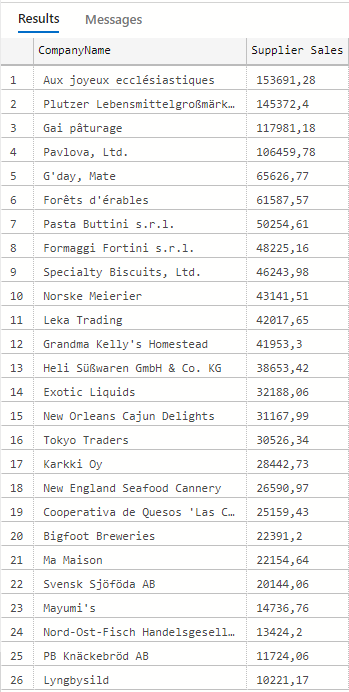 Results Messages
CompanyName Supplier Sales
1 Aux joyeux ecclésiastiques 153691,28
2 Plutzer Lebensmittelgroßmärk… 145372,4
3 Gai pâturage 117981,18
4 Pavlova, Ltd. 106459,78
5 G'day, Mate 65626,77
6 Forêts d'érables 61587,57
7 Pasta Buttini s.r.l. 50254,61
8 Formaggi Fortini s.r.l. 48225,16
9 Specialty Biscuits, Ltd. 46243,98
10 Norske Meierier 43141,51
11 Leka Trading 42017,65
12 Grandma Kelly's Homestead 41953,3
13 Heli Süßwaren GmbH & Co. KG 38653,42
14 Exotic Liquids 32188,06
15 New Orleans Cajun Delights 31167,99
16 Tokyo Traders 30526,34
17 Karkki Oy 28442,73
18 New England Seafood Cannery 26590,97
19 Cooperativa de Quesos 'Las C… 25159,43
20 Bigfoot Breweries 22391,2
21 Ma Maison 22154,64
22 Svensk Sjöföda AB 20144,06
23 Mayumi's 14736,76
24 Nord-Ost-Fisch Handelsgesell… 13424,2
25 PB Knäckebröd AB 11724,06
26 Lyngbysild 10221,17